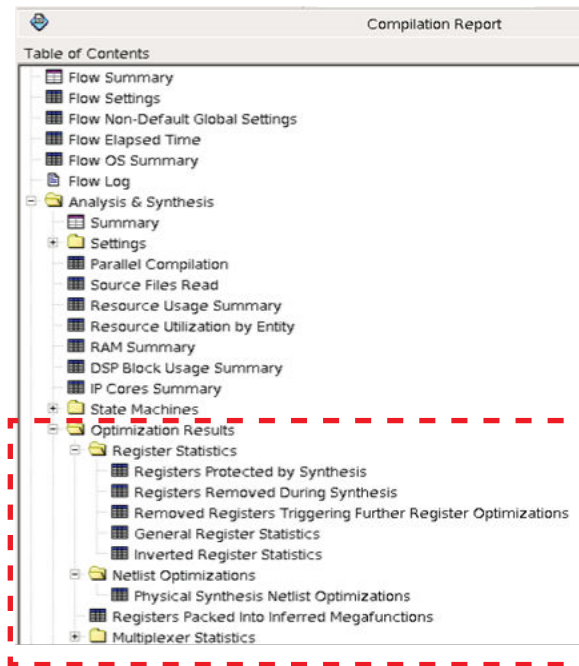 Compilation Report
Table of Contents
Flow Summary
Flow Settings
Flow Non-Default Global Settings
Flow Elapsed Time
Flow OS Summary
Flow Log
Analysis & Synthesis
Summary
Settings
Parallel Compilation
Source Files Read
Resource Usage Summary
Resource Utilization by Entity
RAM Summary
DSP Block Usage Summary
IP Cores Summary
State Machines
Optimization Results
Register Statistics
Registers Protected by Synthesis
Registers Removed During Synthesis
Removed Registers Triggering Further Register Optimizations
General Register Statistics
Inverted Register Statistics
Netlist Optimizations
Physical Synthesis Netlist Optimizations
Registers Packed Into Inferred Megafunctions
Multiplexer Statistics